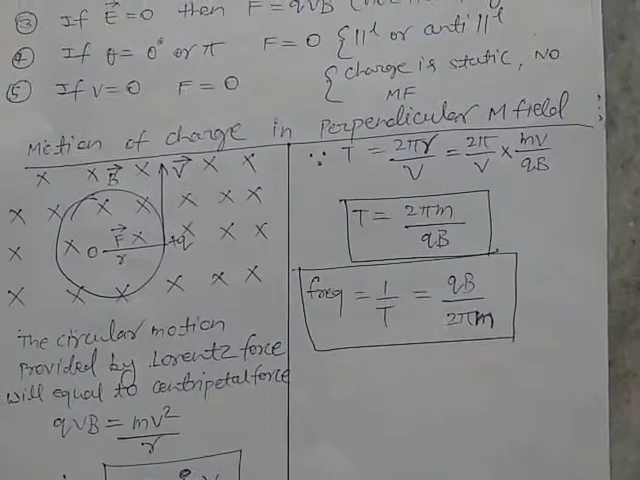 ③ If E⃗=0 then F=qVB
④ If θ=0° or π F=0 {||ˡ or anti ||ˡ
⑤ If V=0 F=0 {charge is static, NO
MF
Motion of charge in Perpendicular M field :
x x B⃗ x V⃗ x x
x x x x x x x
x x F⃗ x +q x x x
O r
x x x x x x
The circular motion
provided by Lorentz force
will equal to centripetal force
qVB = mv²/r
∵ T = 2πr/V = 2π/V × mv/qB
T = 2πm/qB
freq = 1/T = qB/2πm